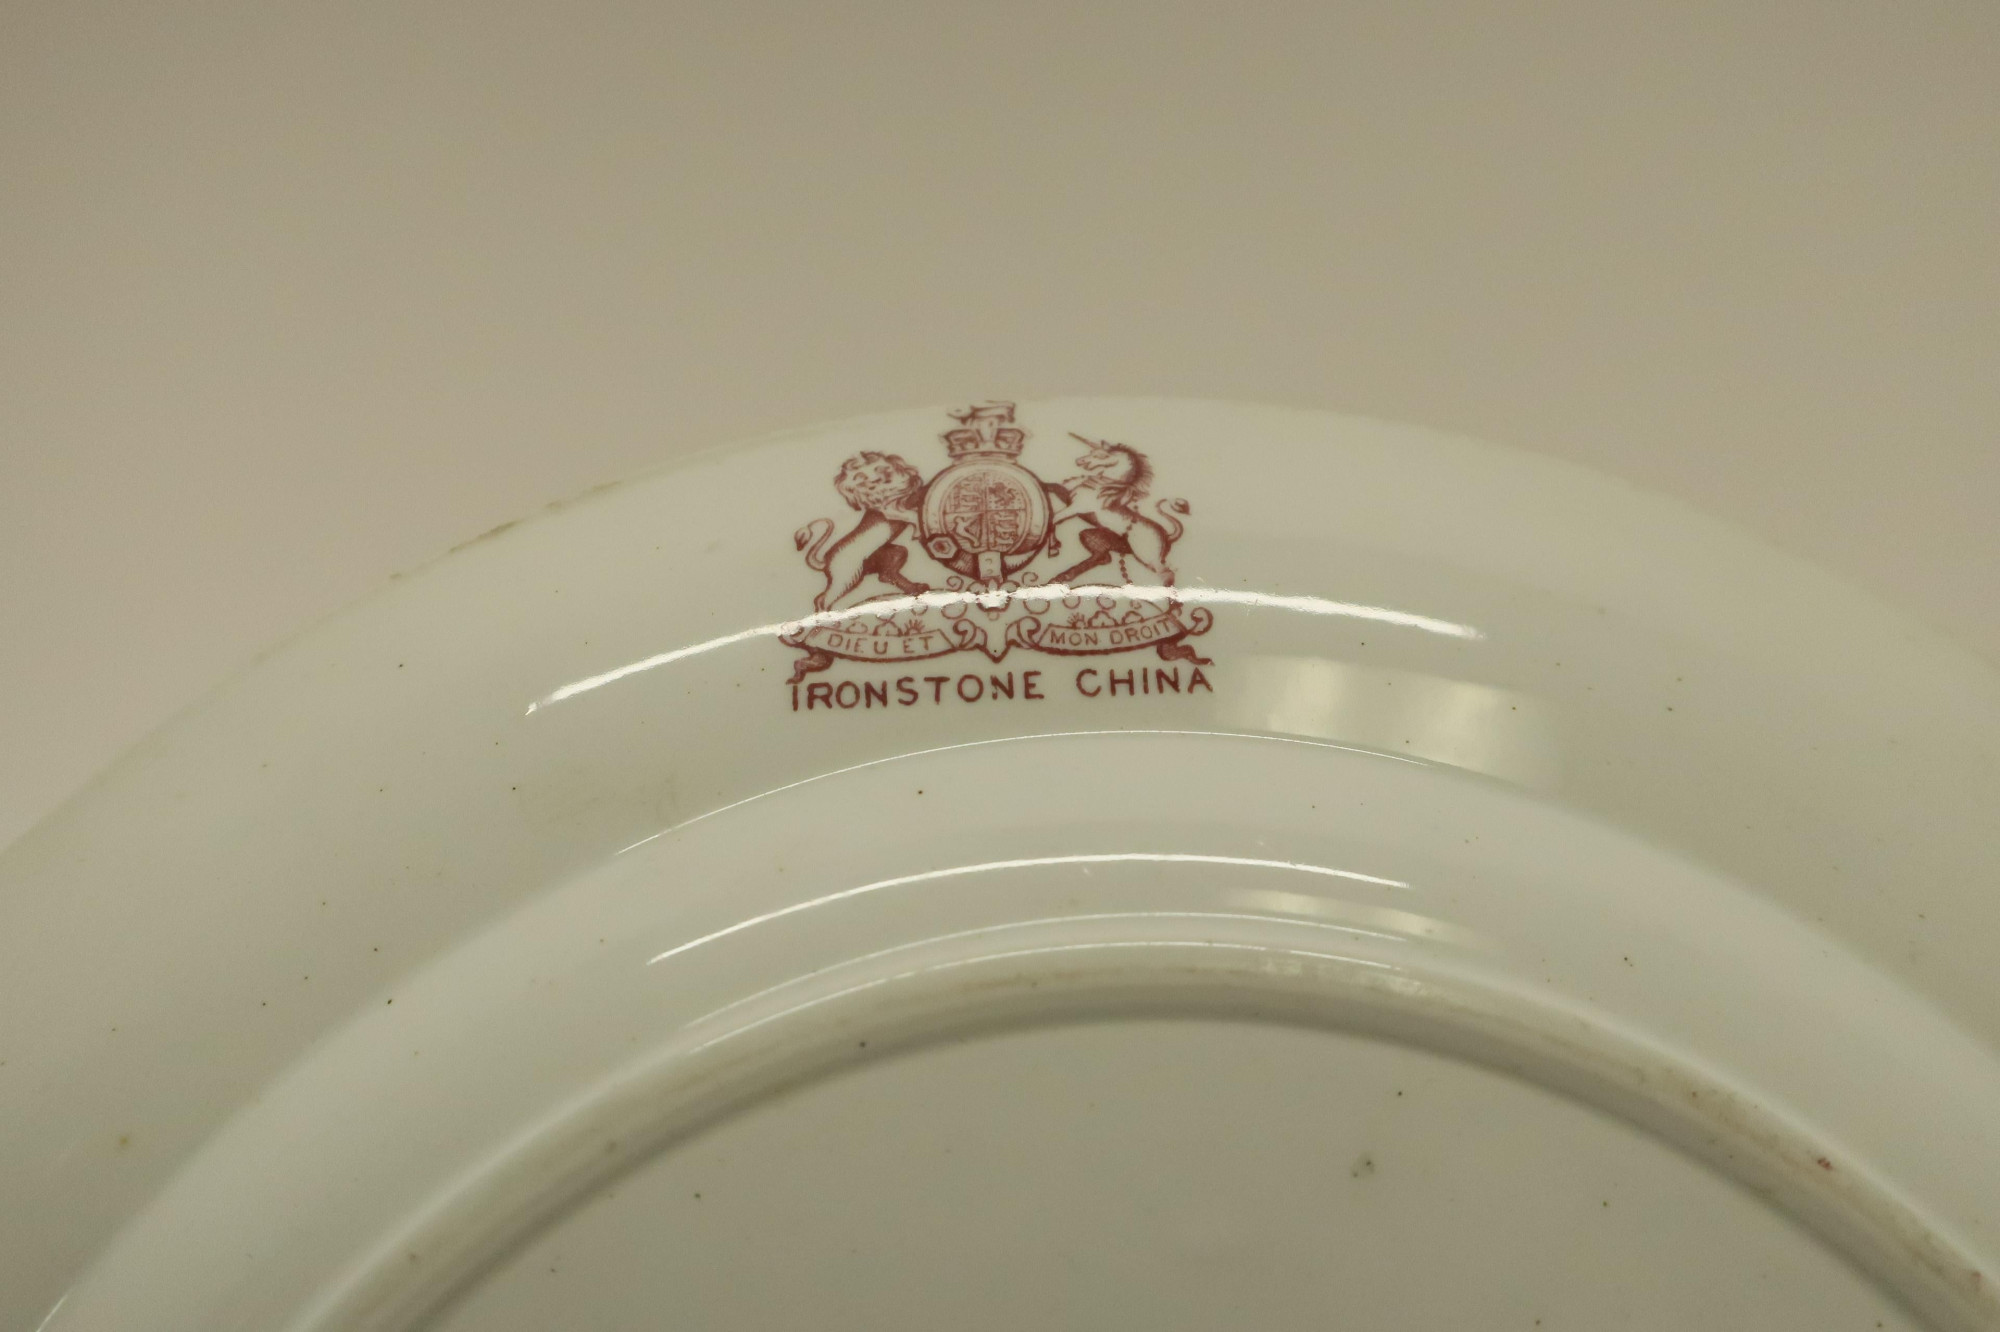 DIEU ET MON DROIT
IRONSTONE CHINA